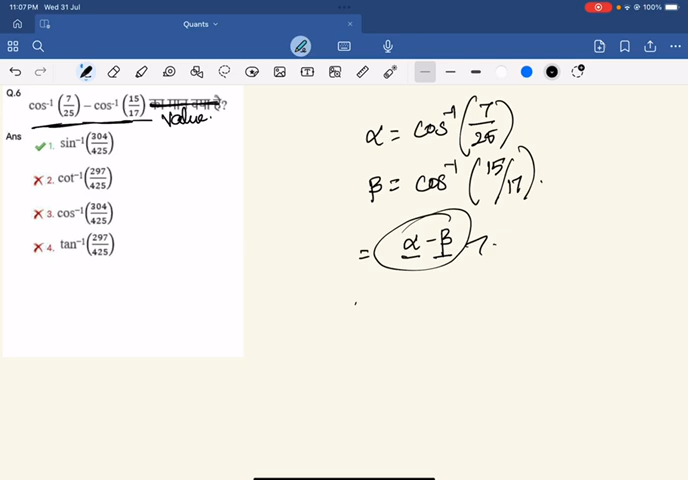 11:07PM Wed 31 Jul
100%
Quants
Q.6
cos⁻¹ (7/25) − cos⁻¹ (15/17) का मान क्या है?
value.
Ans
1. sin⁻¹(304/425)
2. cot⁻¹(297/425)
3. cos⁻¹(304/425)
4. tan⁻¹(297/425)
α = cos⁻¹(7/25)
β = cos⁻¹(15/17).
= α − β